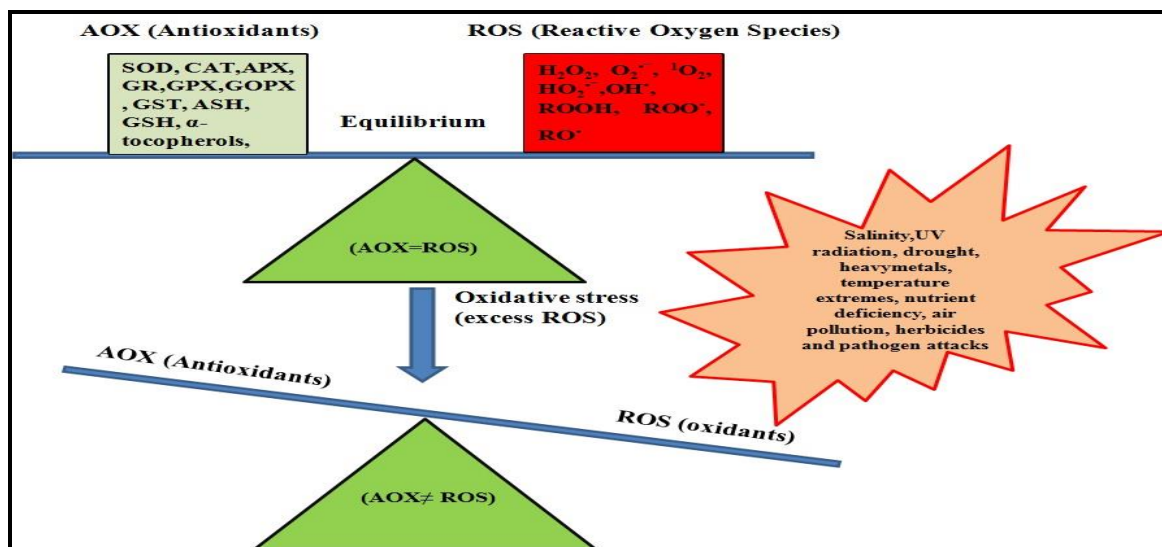 AOX (Antioxidants)
ROS (Reactive Oxygen Species)
SOD, CAT,APX,
GR,GPX,GOPX
, GST, ASH,
GSH, α-
tocopherols,
Equilibrium
H₂O₂, O₂•⁻, ¹O₂,
HO₂•⁻,OH•,
ROOH, ROO•,
RO•
(AOX=ROS)
Oxidative stress
(excess ROS)
Salinity,UV
radiation, drought,
heavymetals,
temperature
extremes, nutrient
deficiency, air
pollution, herbicides
and pathogen attacks
AOX (Antioxidants)
ROS (oxidants)
(AOX≠ ROS)